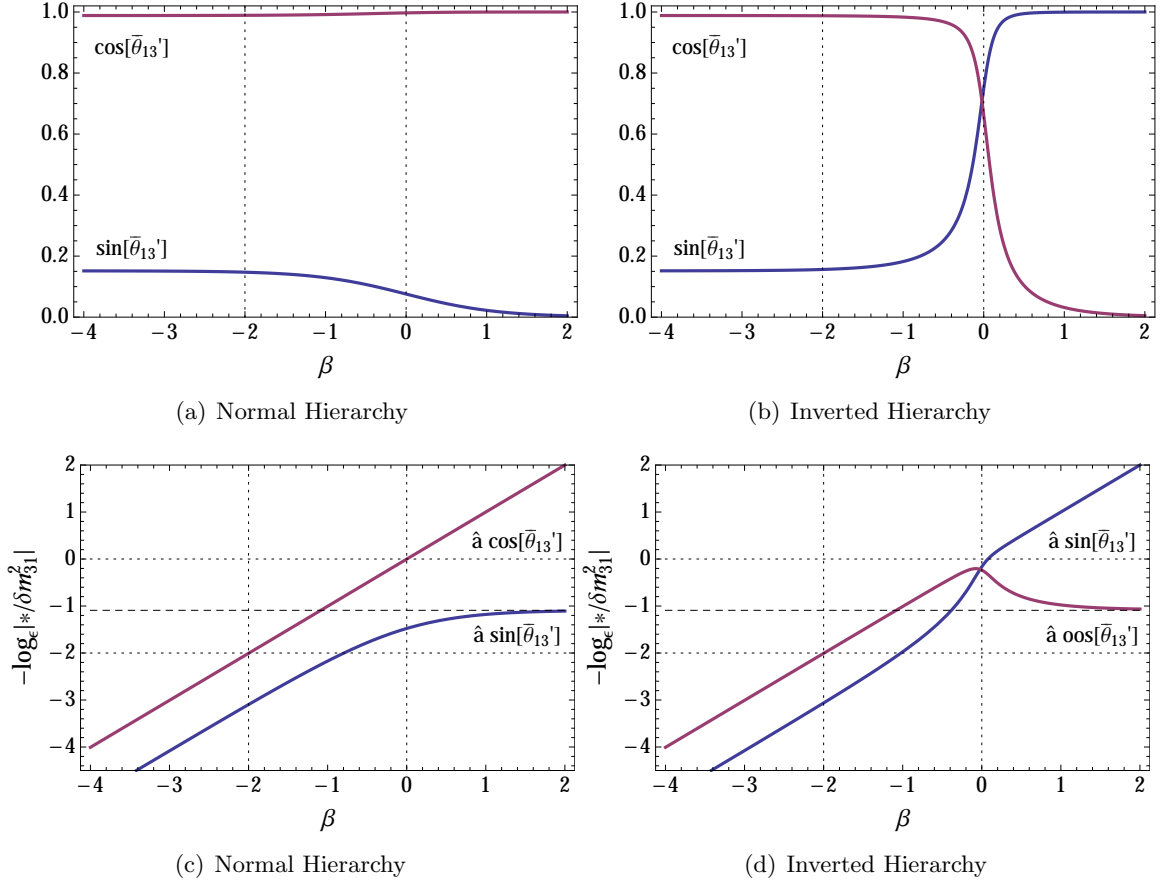 1.0
0.8
0.6
0.4
0.2
0.0
cos[θ̅₁₃']
sin[θ̅₁₃']
−4 −3 −2 −1 0 1 2
β
(a) Normal Hierarchy
1.0
0.8
0.6
0.4
0.2
0.0
cos[θ̅₁₃']
sin[θ̅₁₃']
−4 −3 −2 −1 0 1 2
β
(b) Inverted Hierarchy
−log_ϵ|*/δm²₃₁|
2
1
0
−1
−2
−3
−4
â cos[θ̅₁₃']
â sin[θ̅₁₃']
−4 −3 −2 −1 0 1 2
β
(c) Normal Hierarchy
−log_ϵ|*/δm²₃₁|
2
1
0
−1
−2
−3
−4
â sin[θ̅₁₃']
â oos[θ̅₁₃']
−4 −3 −2 −1 0 1 2
β
(d) Inverted Hierarchy